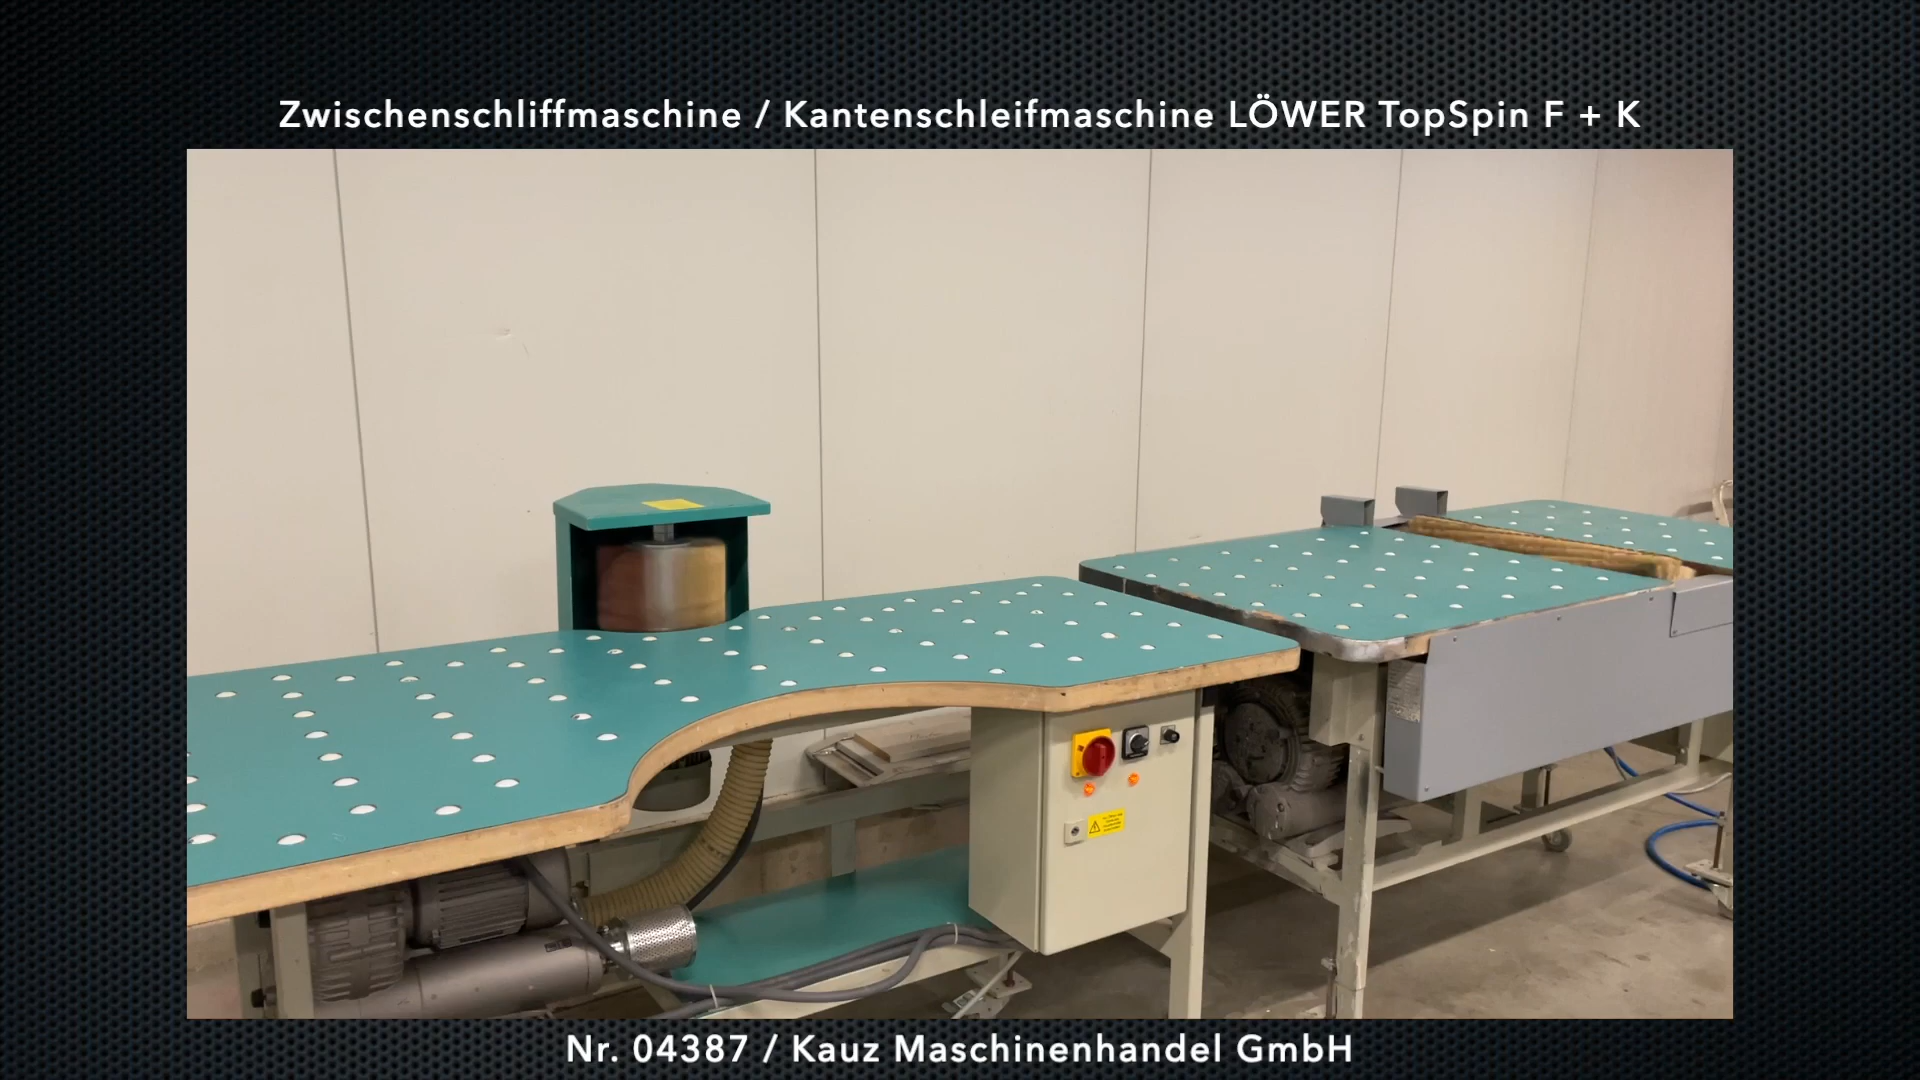 Zwischenschliffmaschine / Kantenschleifmaschine LÖWER TopSpin F + K
Nr. 04387 / Kauz Maschinenhandel GmbH